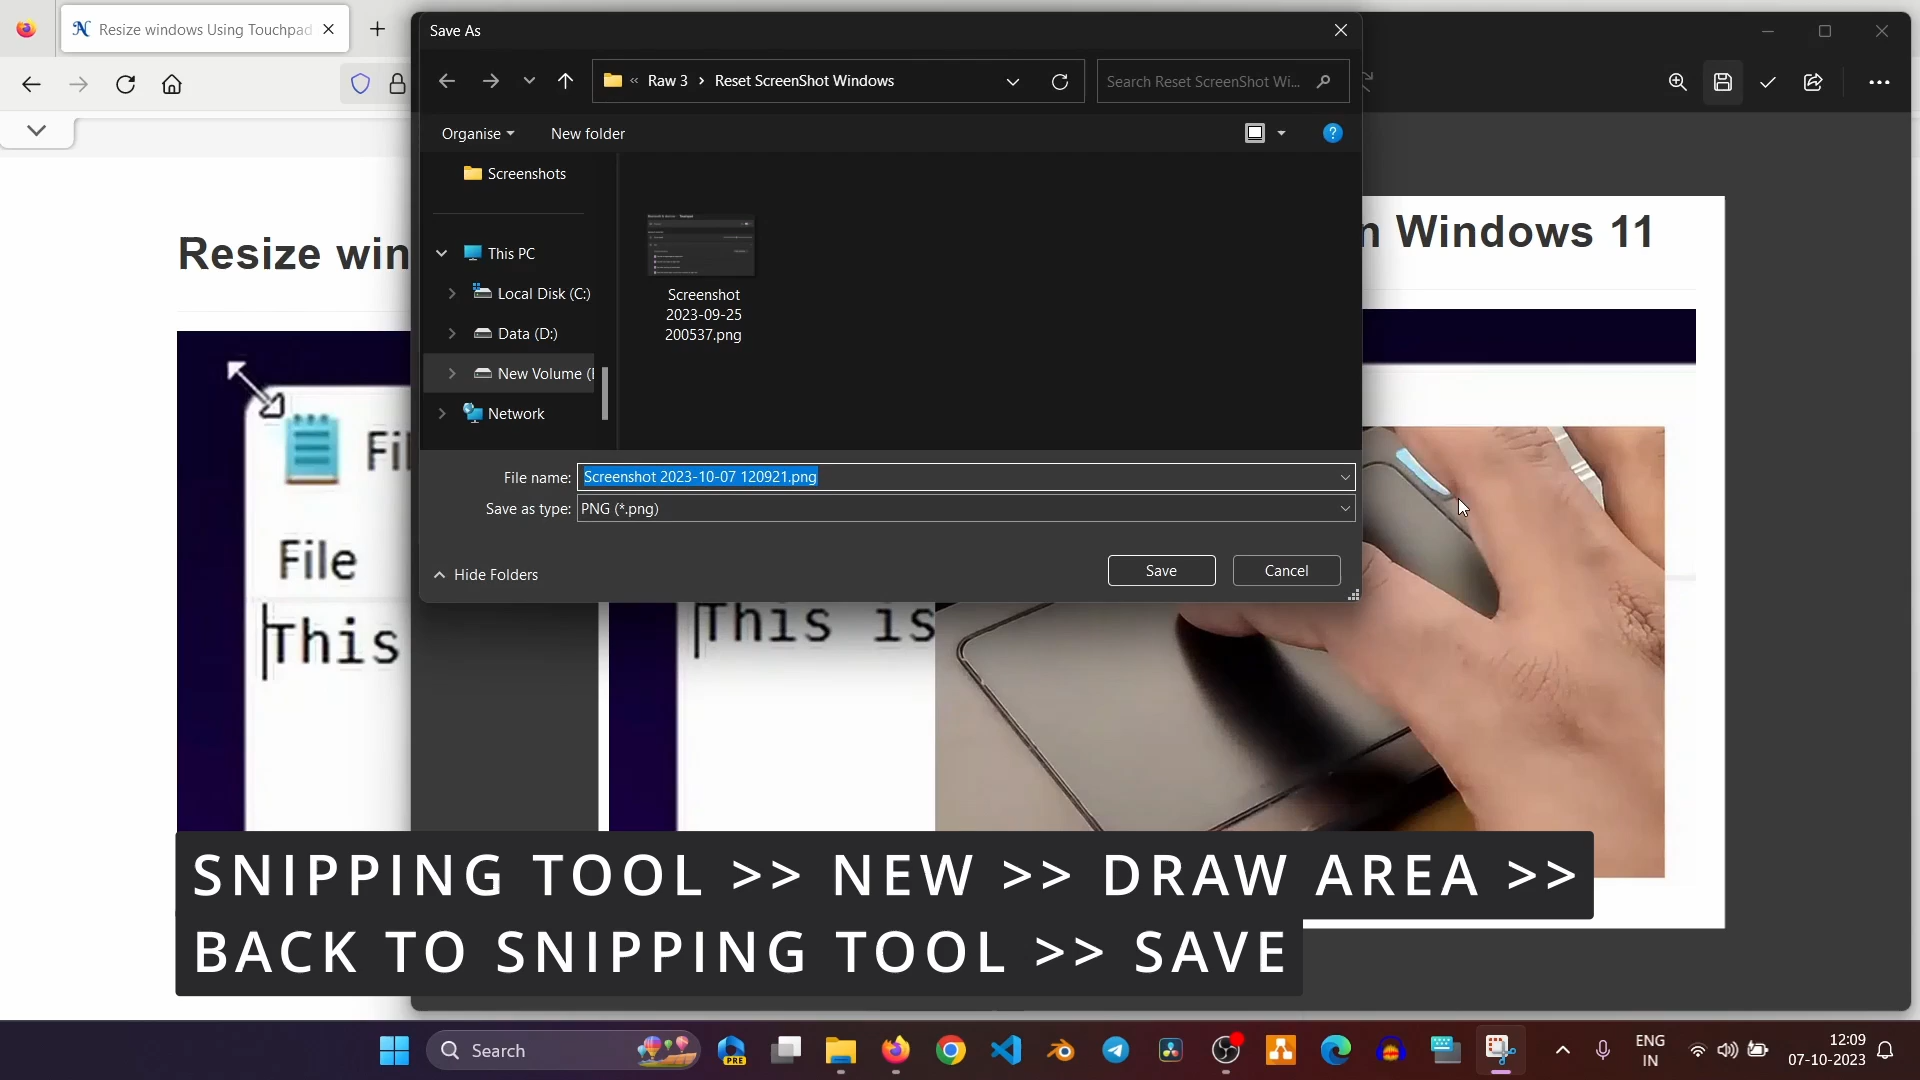 Resize windows Using Touchpad
Save As
« Raw 3 › Reset ScreenShot Windows
Search Reset ScreenShot Wi...
Organise
New folder
Screenshots
This PC
Local Disk (C:)
Data (D:)
New Volume (
Network
Screenshot
2023-09-25
200537.png
File name: Screenshot 2023-10-07 120921.png
Save as type: PNG (*.png)
Hide Folders
Save
Cancel
Resize win
n Windows 11
Fil
File
This
This is
SNIPPING TOOL >> NEW >> DRAW AREA >>
BACK TO SNIPPING TOOL >> SAVE
Search
PRE
ENG
IN
12:09
07-10-2023